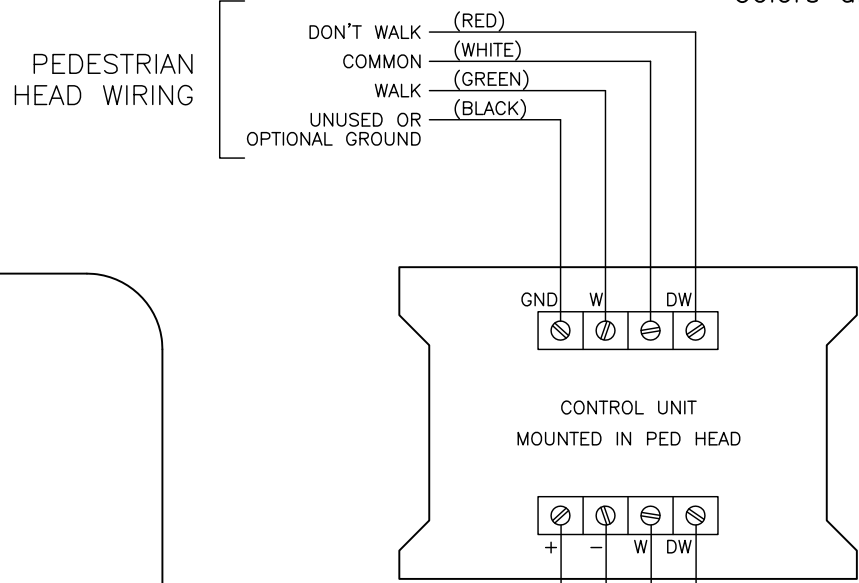 PEDESTRIAN
HEAD WIRING
DON'T WALK (RED)
COMMON (WHITE)
WALK (GREEN)
UNUSED OR (BLACK)
OPTIONAL GROUND
GND W DW
CONTROL UNIT
MOUNTED IN PED HEAD
+ - W DW